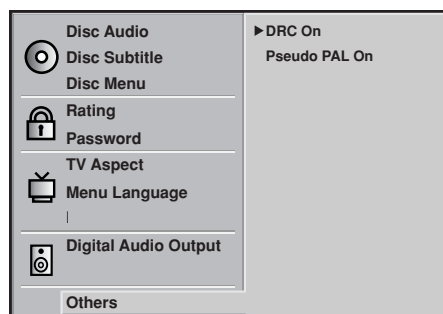 Disc Audio
Disc Subtitle
Disc Menu
Rating
Password
TV Aspect
Menu Language
|
Digital Audio Output
Others
▶DRC On
Pseudo PAL On